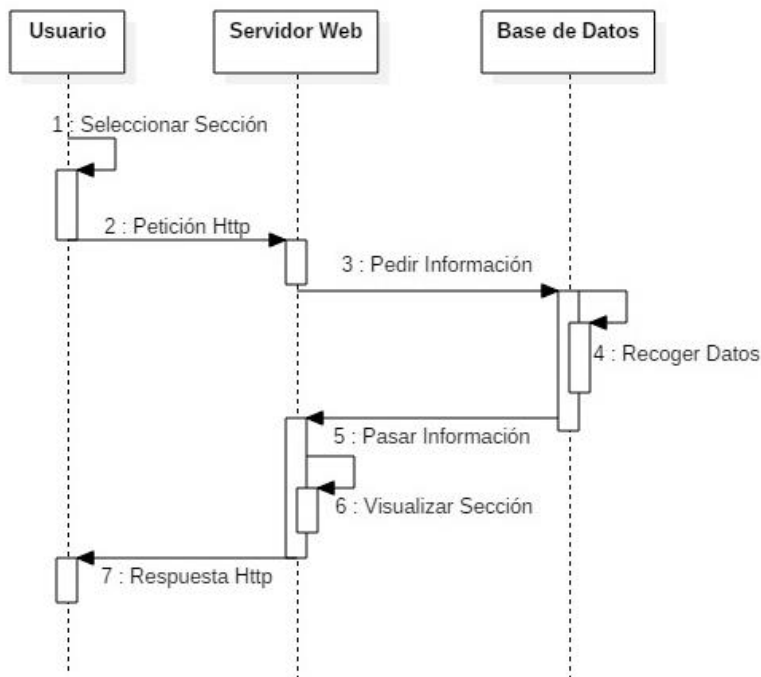 Usuario
Servidor Web
Base de Datos
1 : Seleccionar Sección
2 : Petición Http
3 : Pedir Información
4 : Recoger Datos
5 : Pasar Información
6 : Visualizar Sección
7 : Respuesta Http